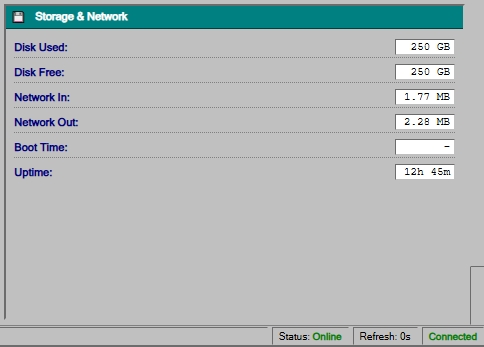 Storage & Network
Disk Used: 250 GB
Disk Free: 250 GB
Network In: 1.77 MB
Network Out: 2.28 MB
Boot Time: -
Uptime: 12h 45m
Status: Online Refresh: 0s Connected